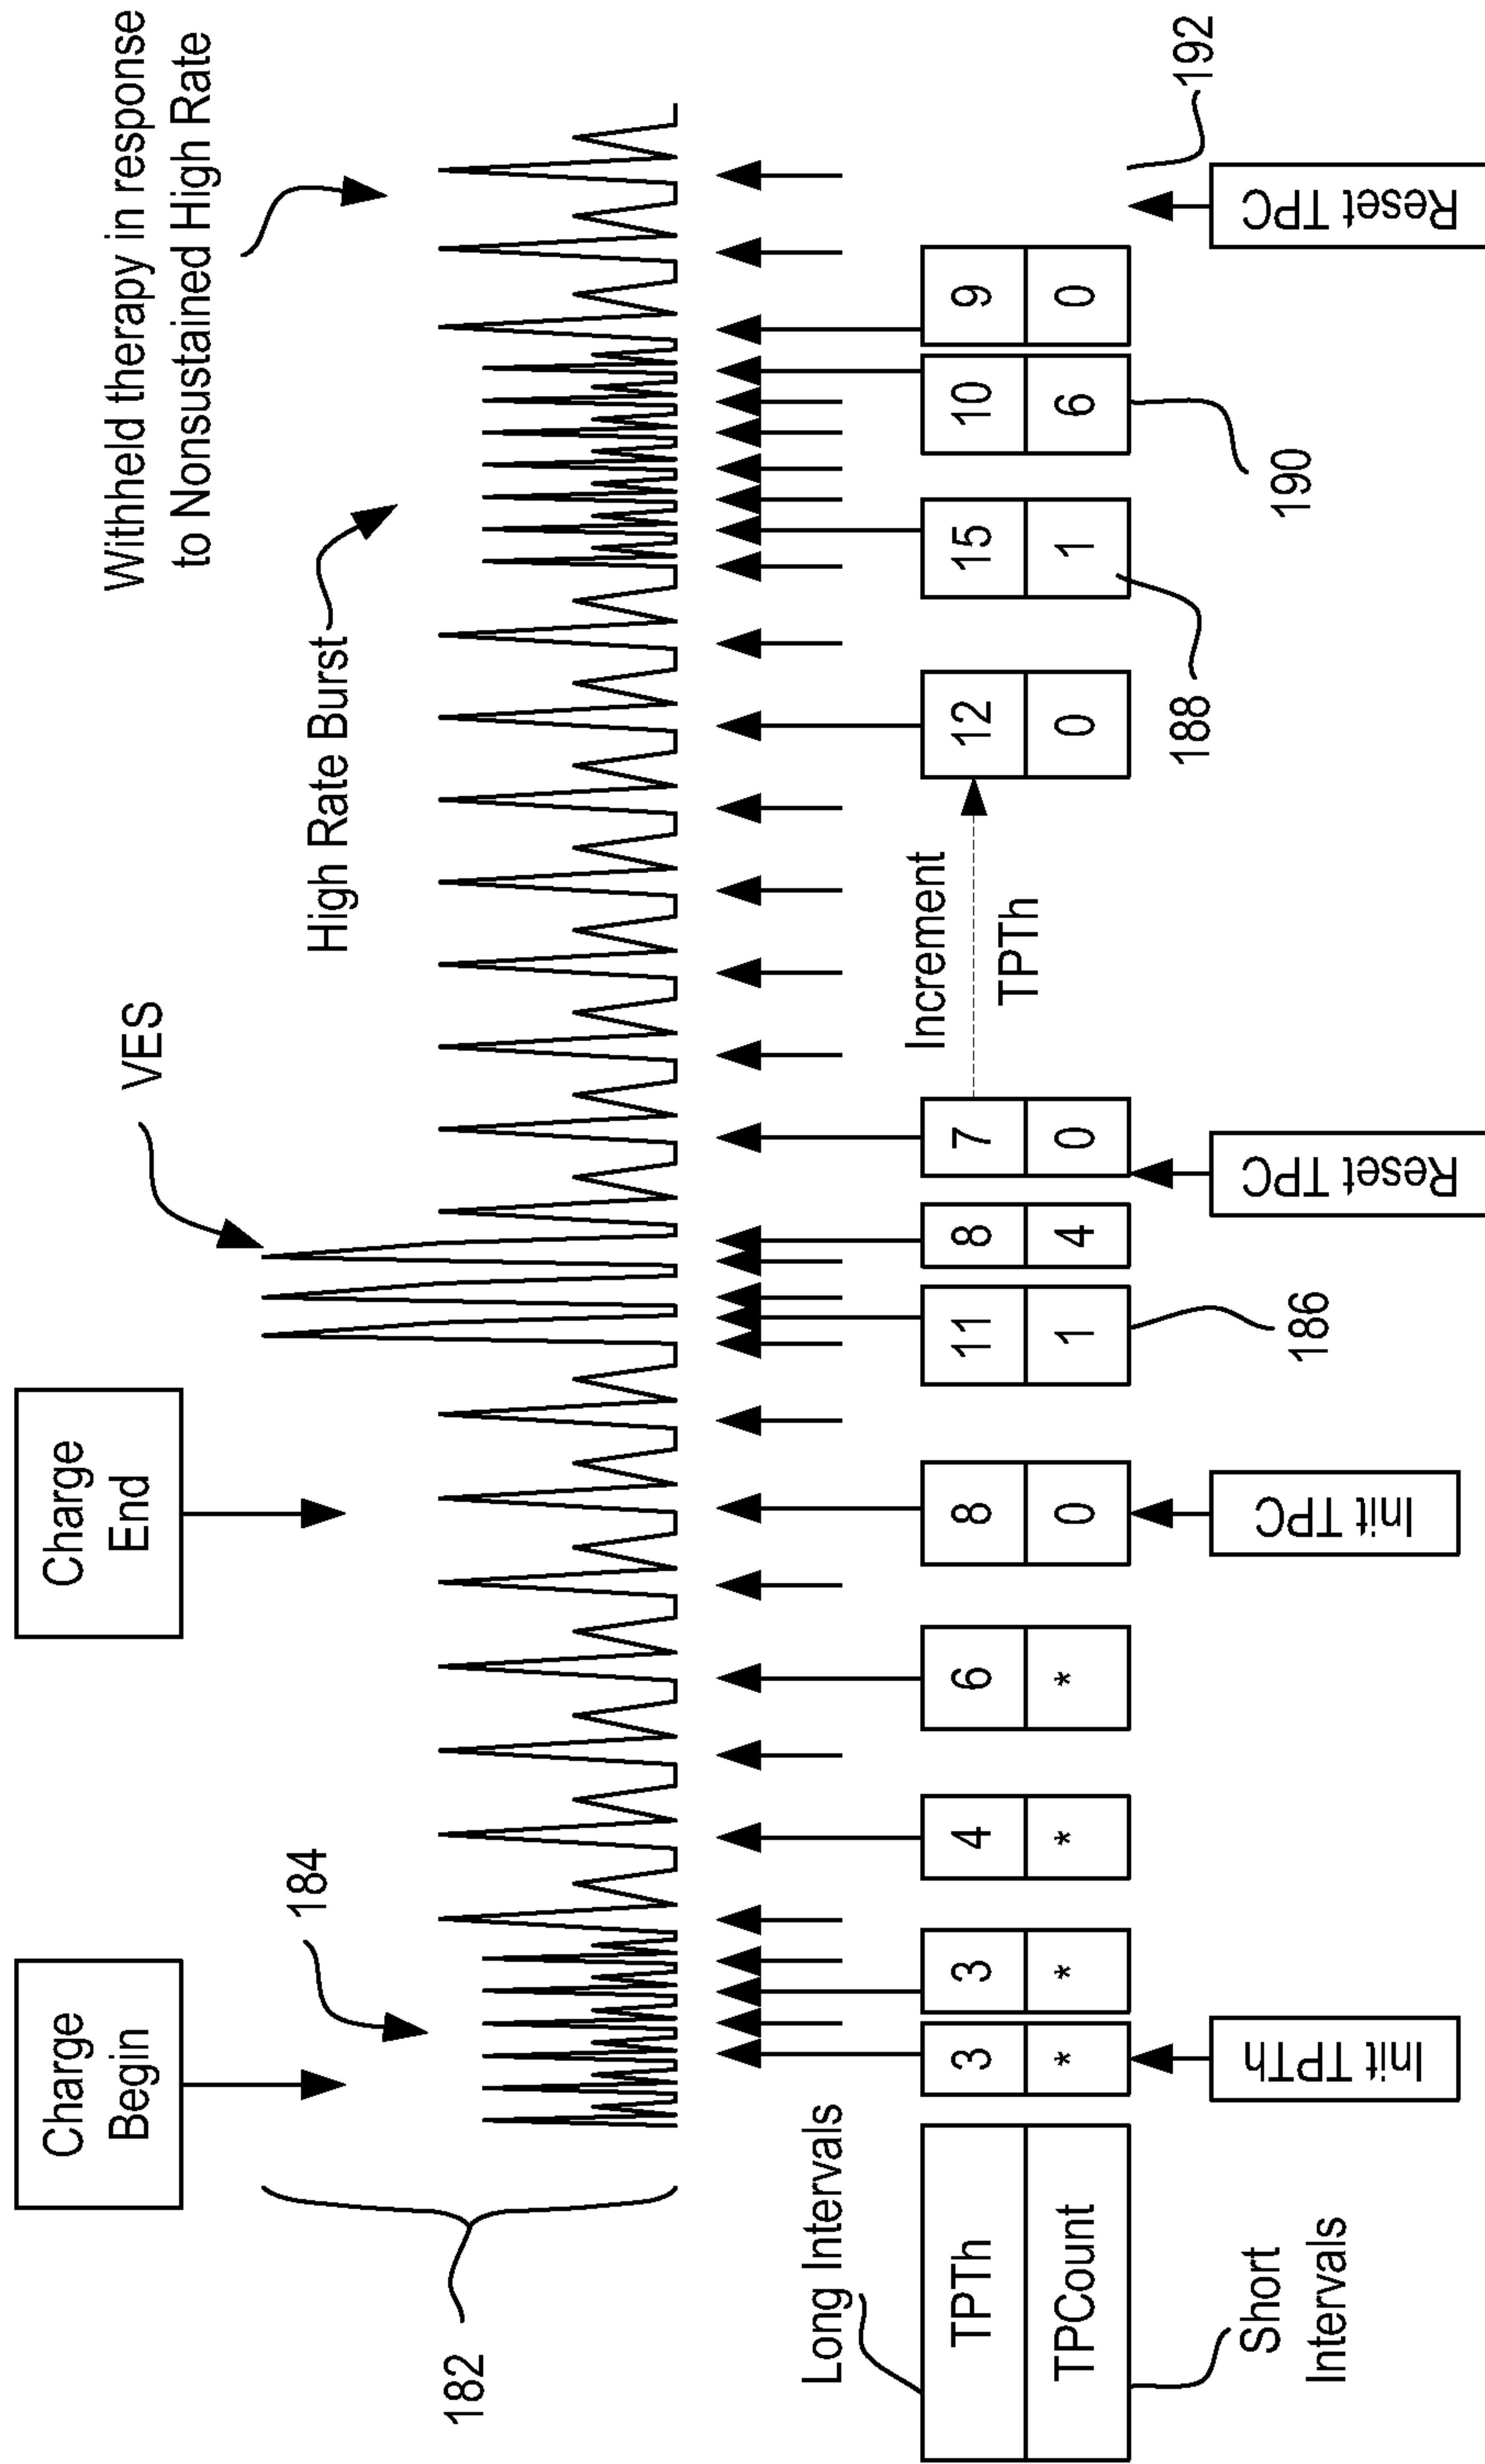 Charge
Begin
Charge
End
VES
Withheld therapy in response
to Nonsustained High Rate
High Rate Burst
184
182
Long Intervals
Increment
TPTh
TPTh
3
3
4
6
8
11
8
7
12
15
10
9
TPCount
*
*
*
*
0
1
4
0
0
1
6
0
192
Short
Intervals
Init TPTh
Init TPC
186
Reset TPC
188
190
Reset TPC